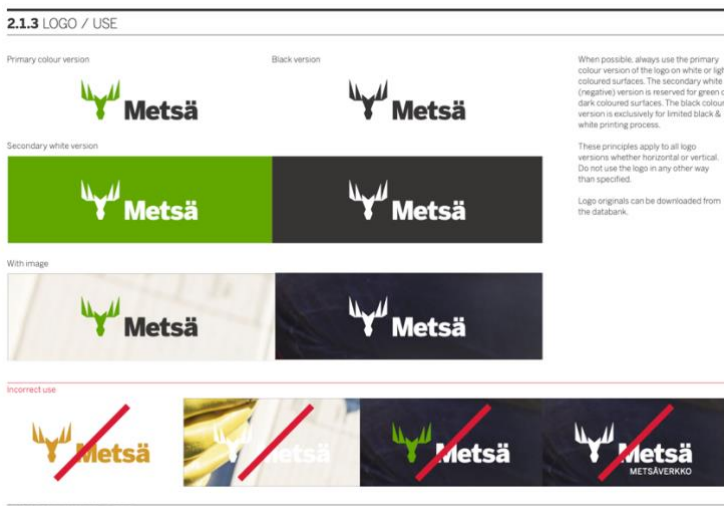 2.1.3 LOGO / USE
Primary colour version
Black version
Metsä
Metsä
Secondary white version
Metsä
Metsä
With image
Metsä
Metsä
When possible, always use the primary
colour version of the logo on white or
coloured surfaces. The secondary white
(negative) version is reserved for green
dark coloured surfaces. The black
version is exclusively for limited black &
white printing process.
These principles apply to all logo
versions whether horizontal or vertical.
Do not use the logo in any other way
than specified.
Logo originals can be downloaded from
the databank.
Incorrect use
Metsä
etsä
Metsä
Metsä
METSÄVERKKO